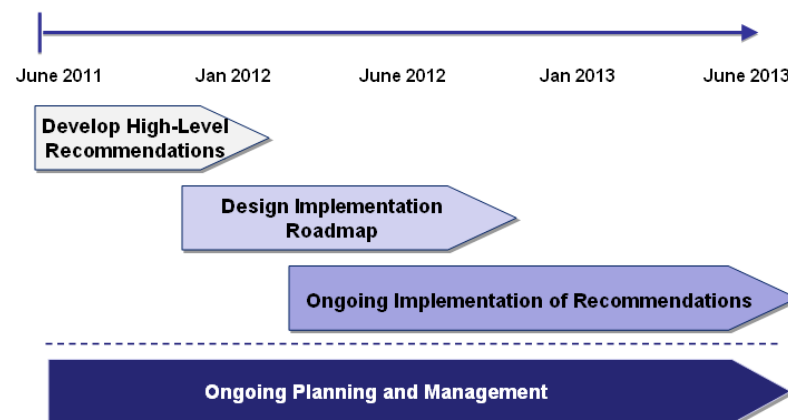 June 2011 Jan 2012 June 2012 Jan 2013 June 2013
Develop High-Level
Recommendations
Design Implementation
Roadmap
Ongoing Implementation of Recommendations
Ongoing Planning and Management